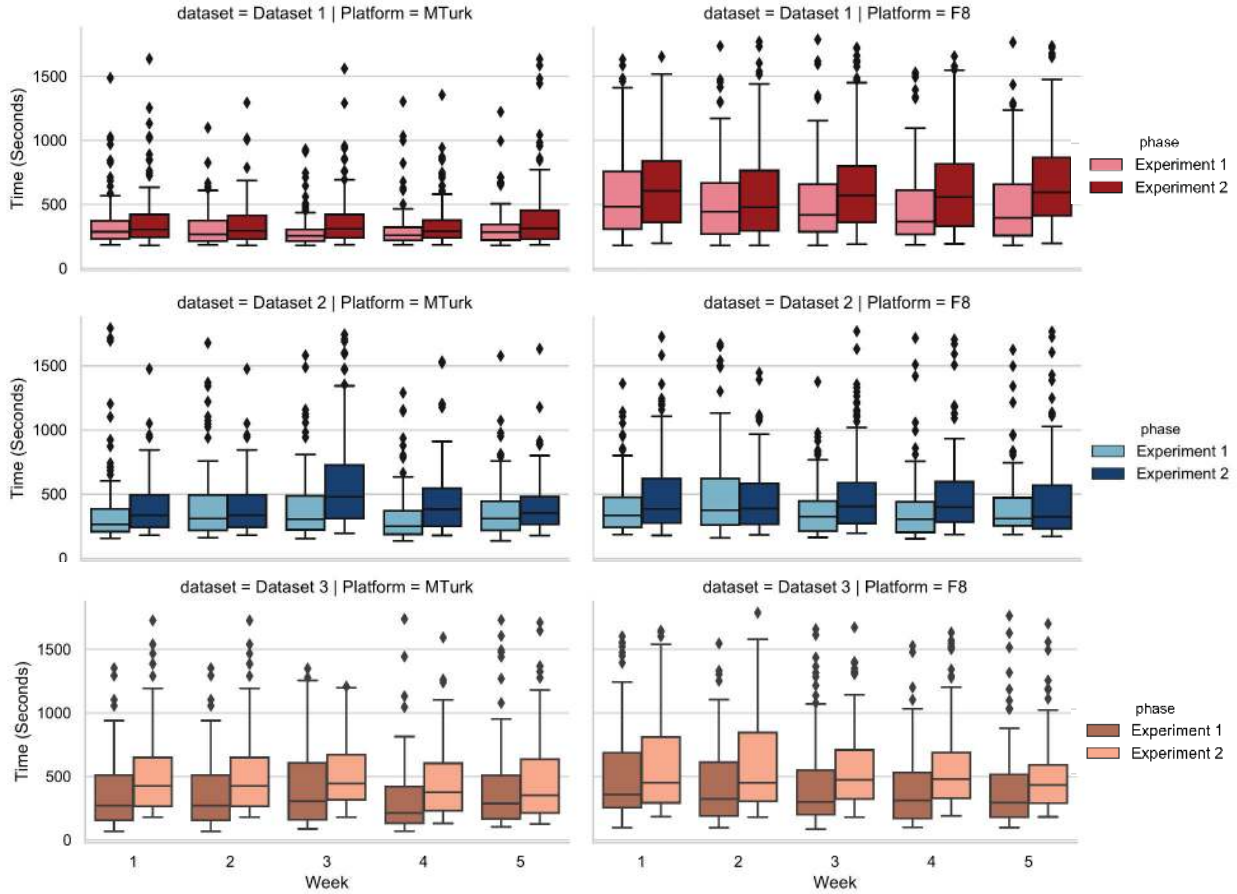 dataset = Dataset 1 | Platform = MTurk
dataset = Dataset 1 | Platform = F8
Time (Seconds)
1500
1000
500
0
phase
Experiment 1
Experiment 2
dataset = Dataset 2 | Platform = MTurk
dataset = Dataset 2 | Platform = F8
Time (Seconds)
1500
1000
500
0
phase
Experiment 1
Experiment 2
dataset = Dataset 3 | Platform = MTurk
dataset = Dataset 3 | Platform = F8
Time (Seconds)
1500
1000
500
0
phase
Experiment 1
Experiment 2
1 2 3 4 5
Week
1 2 3 4 5
Week